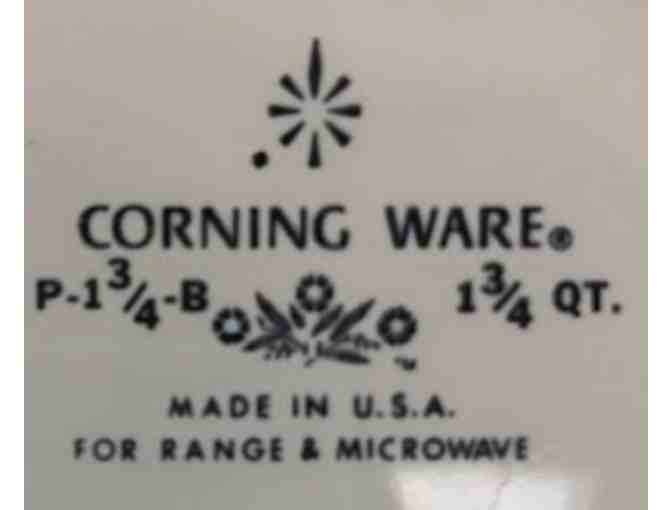 CORNING WARE®
P-1¾-B 1¾ QT.
MADE IN U.S.A.
FOR RANGE & MICROWAVE